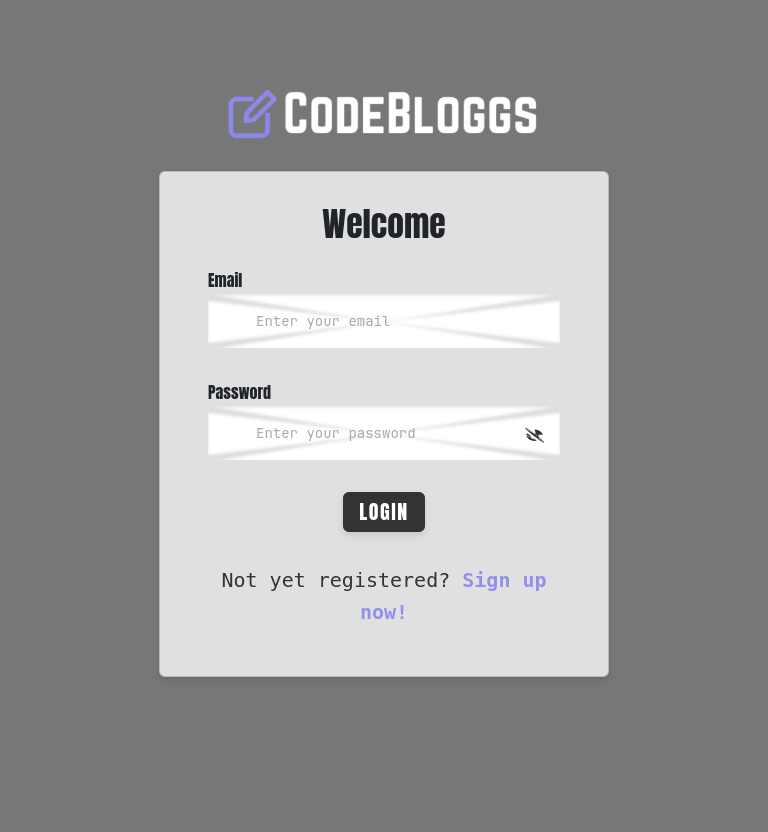 CodeBloggs
Welcome
Email
Enter your email
Password
Enter your password
LOGIN
Not yet registered? Sign up
now!